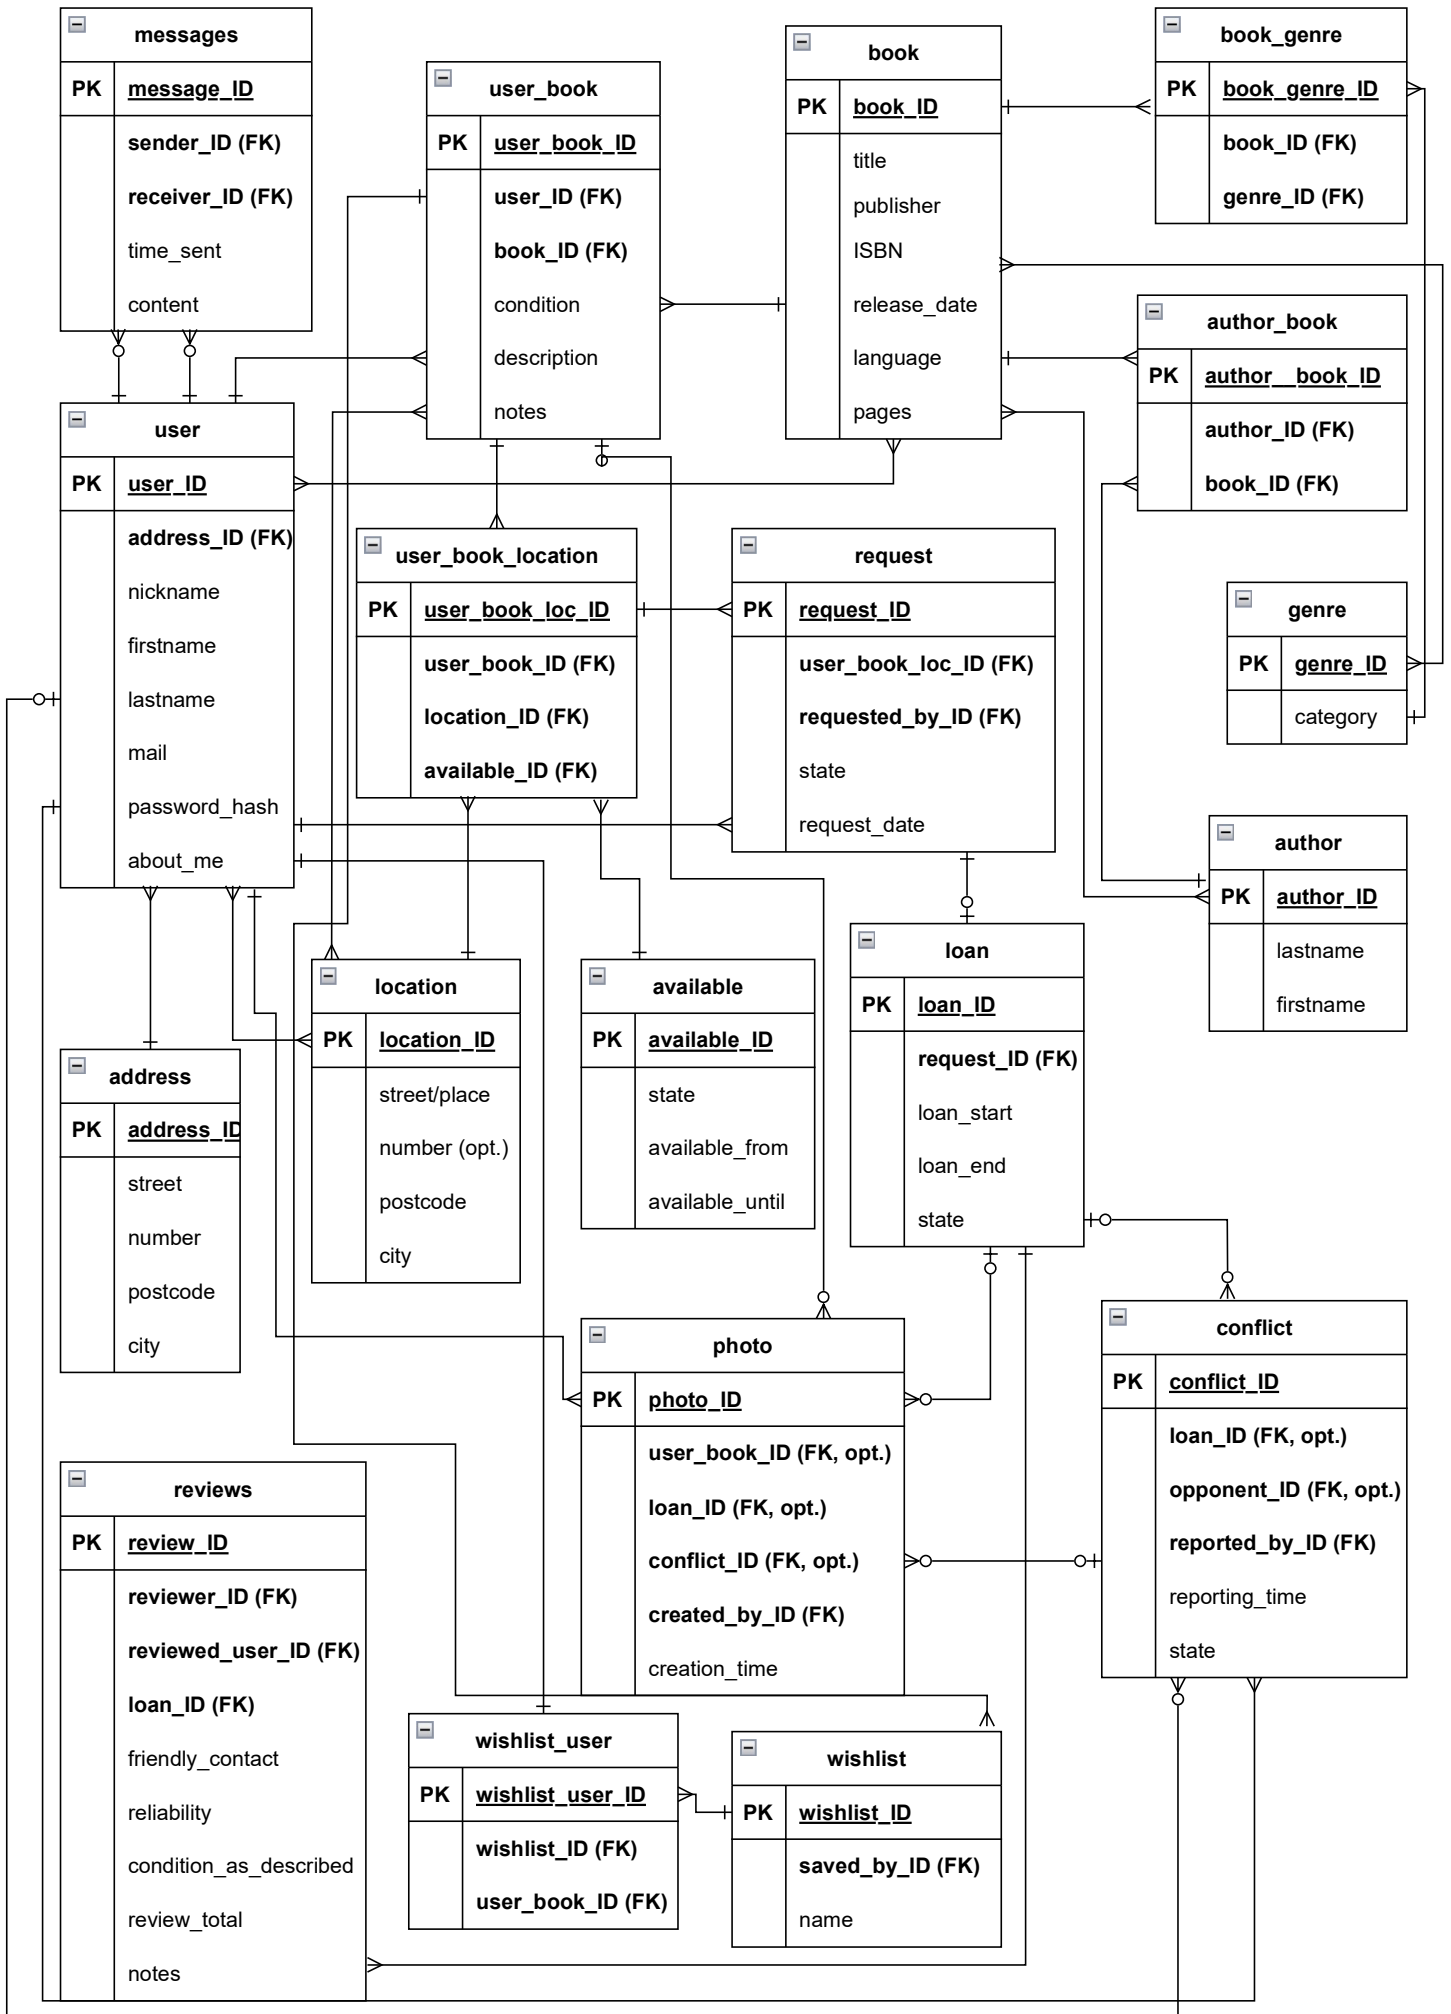 messages
PK message_ID
sender_ID (FK)
receiver_ID (FK)
time_sent
content
user_book
PK user_book_ID
user_ID (FK)
book_ID (FK)
condition
description
notes
book
PK book_ID
title
publisher
ISBN
release_date
language
pages
book_genre
PK book_genre_ID
book_ID (FK)
genre_ID (FK)
author_book
PK author__book_ID
author_ID (FK)
book_ID (FK)
user
PK user_ID
address_ID (FK)
nickname
firstname
lastname
mail
password_hash
about_me
user_book_location
PK user_book_loc_ID
user_book_ID (FK)
location_ID (FK)
available_ID (FK)
request
PK request_ID
user_book_loc_ID (FK)
requested_by_ID (FK)
state
request_date
genre
PK genre_ID
category
author
PK author_ID
lastname
firstname
address
PK address_ID
street
number
postcode
city
location
PK location_ID
street/place
number (opt.)
postcode
city
available
PK available_ID
state
available_from
available_until
loan
PK loan_ID
request_ID (FK)
loan_start
loan_end
state
photo
PK photo_ID
user_book_ID (FK, opt.)
loan_ID (FK, opt.)
conflict_ID (FK, opt.)
created_by_ID (FK)
creation_time
conflict
PK conflict_ID
loan_ID (FK, opt.)
opponent_ID (FK, opt.)
reported_by_ID (FK)
reporting_time
state
reviews
PK review_ID
reviewer_ID (FK)
reviewed_user_ID (FK)
loan_ID (FK)
friendly_contact
reliability
condition_as_described
review_total
notes
wishlist_user
PK wishlist_user_ID
wishlist_ID (FK)
user_book_ID (FK)
wishlist
PK wishlist_ID
saved_by_ID (FK)
name